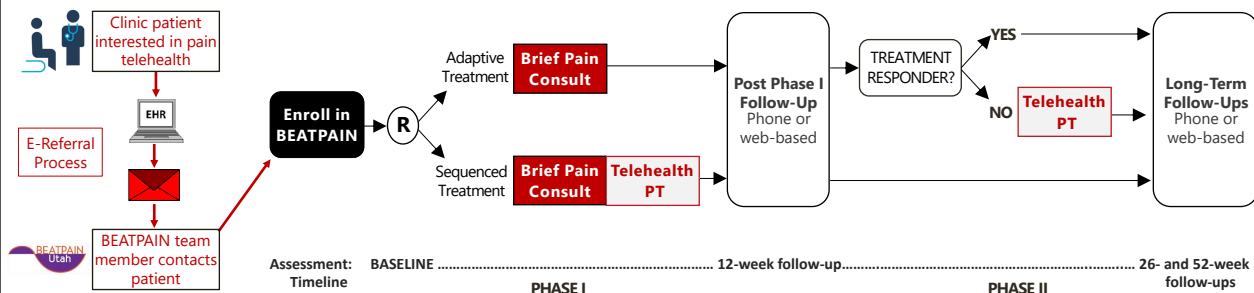 Clinic patient
interested in pain
telehealth
EHR
E-Referral
Process
BEATPAIN
Utah
BEATPAIN team
member contacts
patient
Enroll in
BEATPAIN
R
Adaptive
Treatment
Brief Pain
Consult
Sequenced
Treatment
Brief Pain
Consult
Telehealth
PT
Post Phase I
Follow-Up
Phone or
web-based
TREATMENT
RESPONDER?
YES
NO
Telehealth
PT
Long-Term
Follow-Ups
Phone or
web-based
Assessment:
Timeline
BASELINE ................................................................ 12-week follow-up................................................................ 26- and 52-week
follow-ups
PHASE I
PHASE II